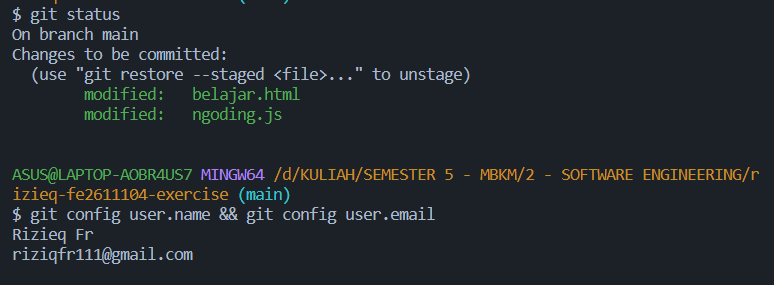 $ git status
On branch main
Changes to be committed:
  (use "git restore --staged <file>..." to unstage)
        modified:   belajar.html
        modified:   ngoding.js
ASUS@LAPTOP-AOBR4US7 MINGW64 /d/KULIAH/SEMESTER 5 - MBKM/2 - SOFTWARE ENGINEERING/r
izieq-fe2611104-exercise (main)
$ git config user.name && git config user.email
Rizieq Fr
riziqfr111@gmail.com